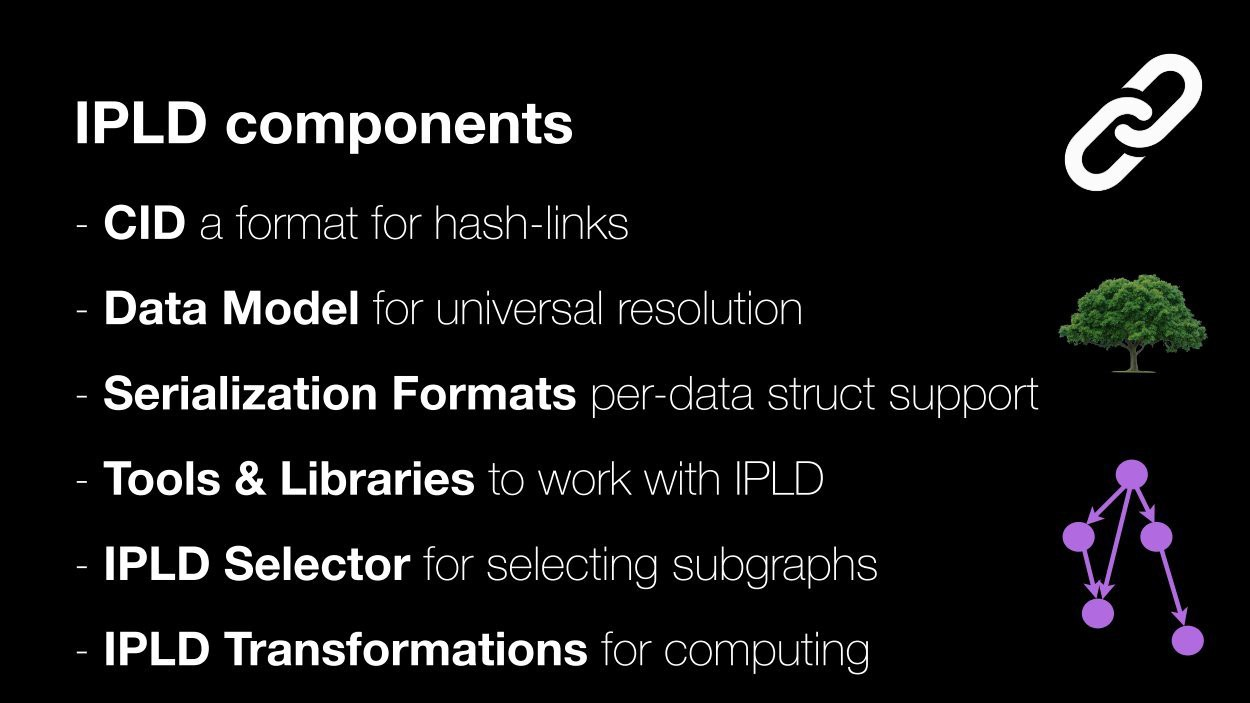 IPLD components
- CID a format for hash-links
- Data Model for universal resolution
- Serialization Formats per-data struct support
- Tools & Libraries to work with IPLD
- IPLD Selector for selecting subgraphs
- IPLD Transformations for computing